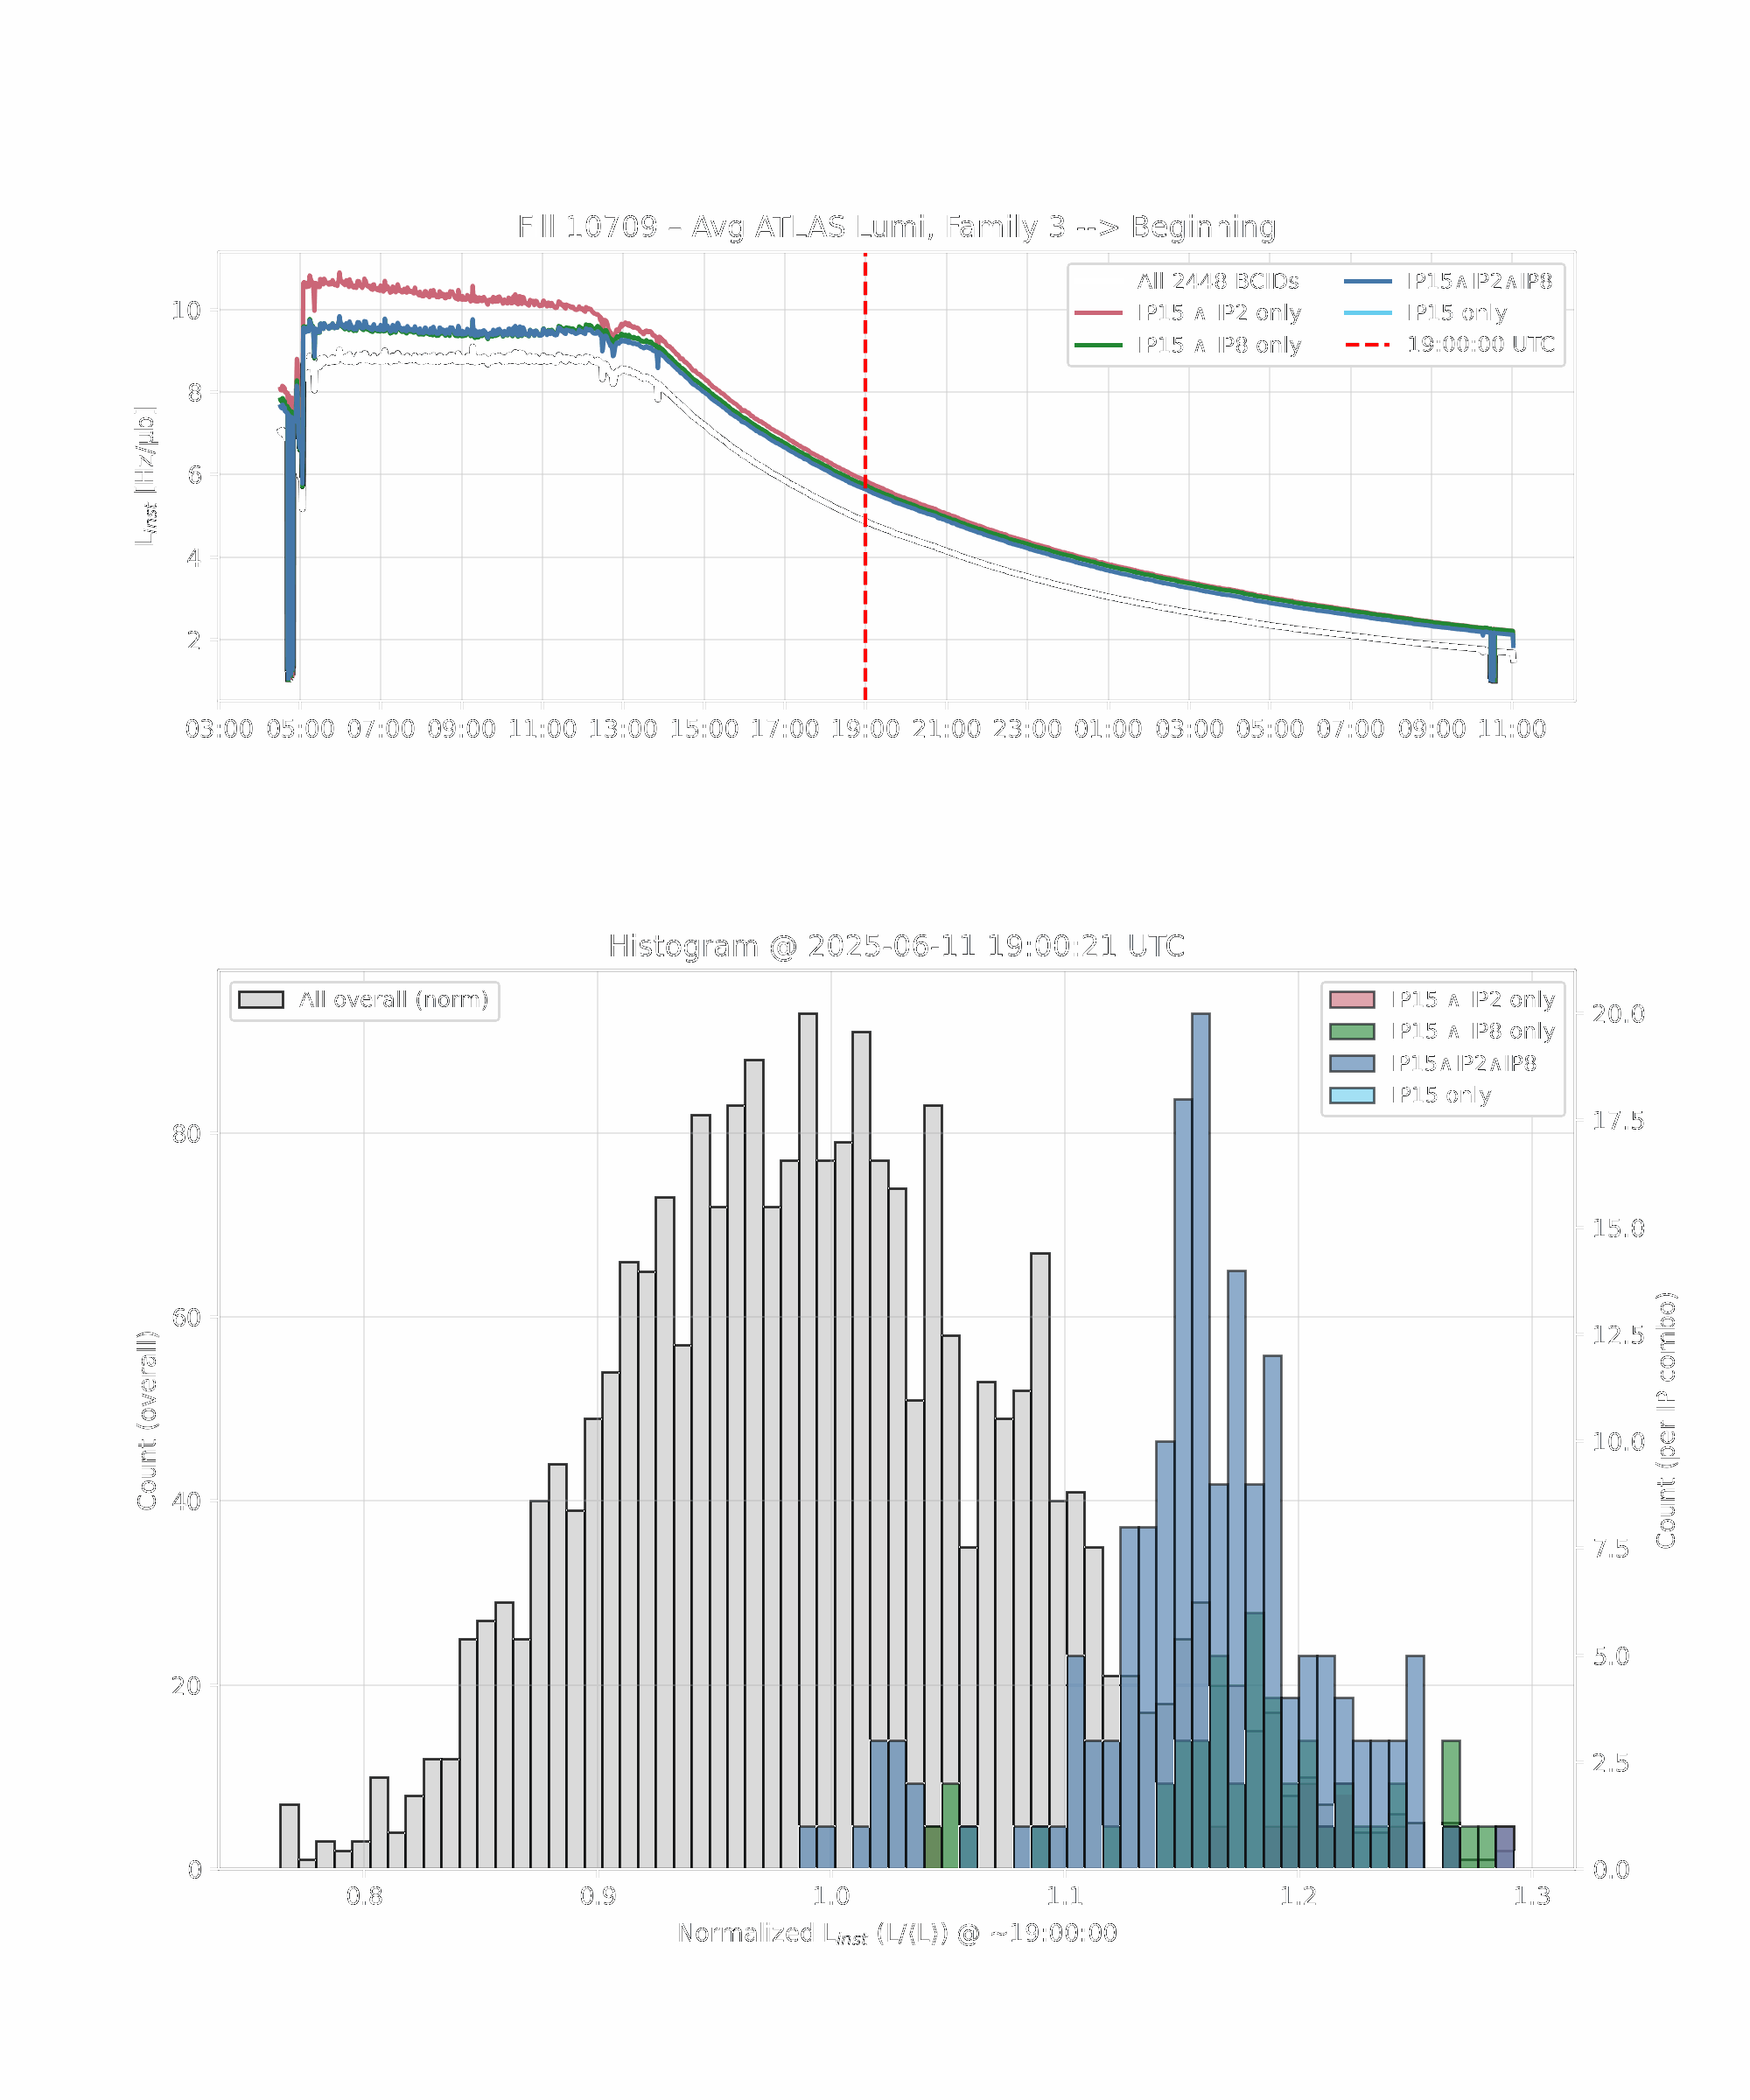 Fill 10709 – Avg ATLAS Lumi, Family 3 --> Beginning
All 2448 BCIDs
IP15 ∧ IP2 only
IP15 ∧ IP8 only
IP15∧IP2∧IP8
IP15 only
19:00:00 UTC
L_inst [Hz/µb]
10
8
6
4
2
03:00 05:00 07:00 09:00 11:00 13:00 15:00 17:00 19:00 21:00 23:00 01:00 03:00 05:00 07:00 09:00 11:00
Histogram @ 2025-06-11 19:00:21 UTC
All overall (norm)
IP15 ∧ IP2 only
IP15 ∧ IP8 only
IP15∧IP2∧IP8
IP15 only
Count (overall)
80
60
40
20
0
Count (per IP combo)
20.0
17.5
15.0
12.5
10.0
7.5
5.0
2.5
0.0
0.8 0.9 1.0 1.1 1.2 1.3
Normalized L_inst (L/⟨L⟩) @ ~19:00:00